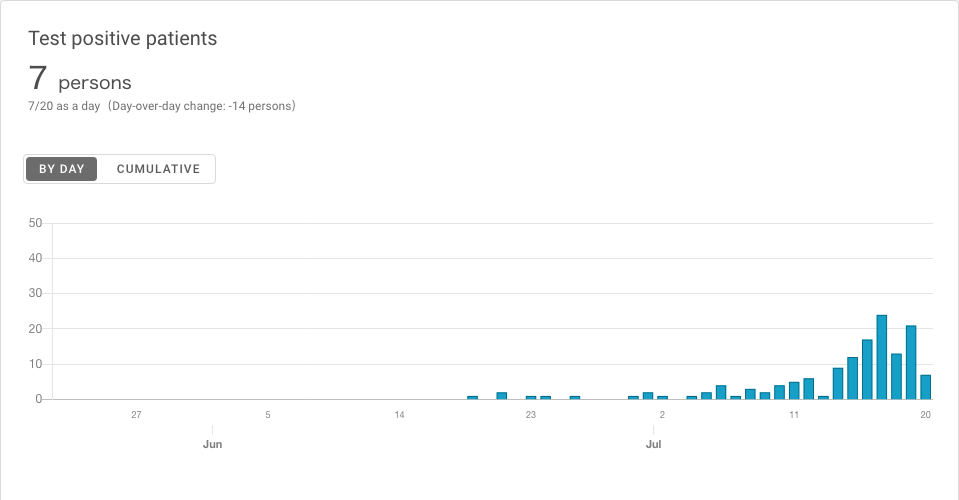 Test positive patients
7 persons
7/20 as a day（Day-over-day change: -14 persons）
BY DAY CUMULATIVE
50
40
30
20
10
0
27 5 14 23 2 11 20
Jun Jul